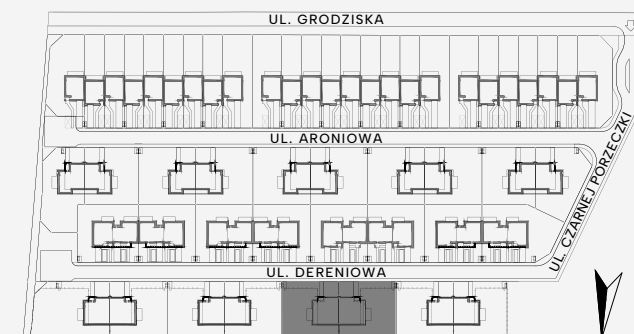 UL. GRODZISKA
UL. ARONIOWA
UL. CZARNEJ PORZECZKI
UL. DERENIOWA